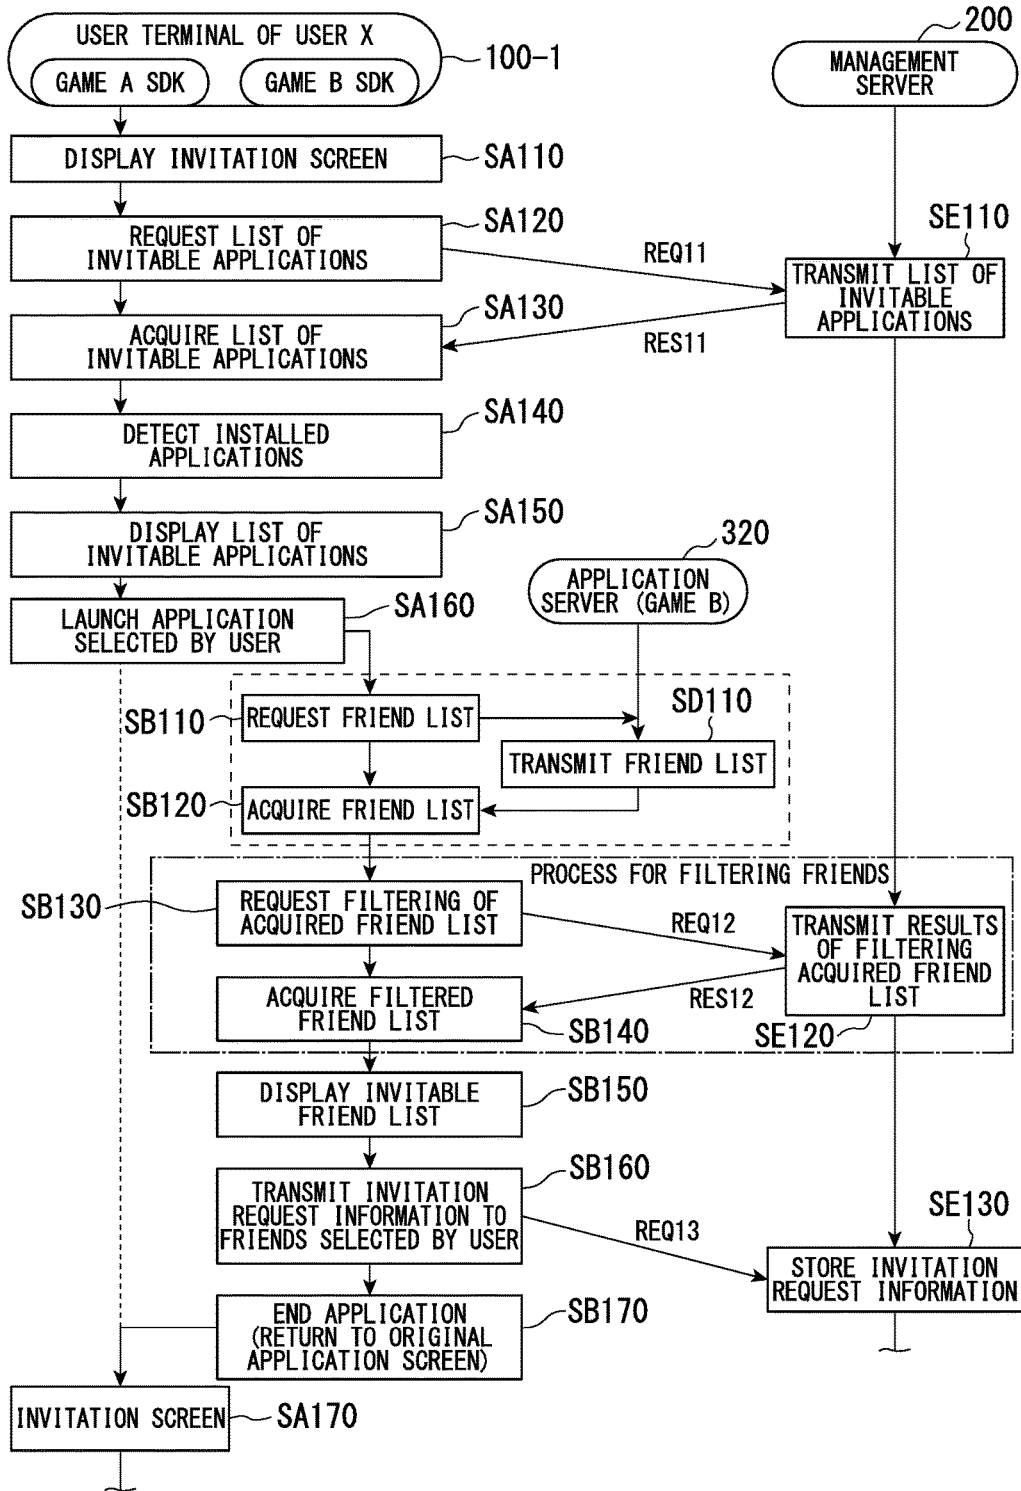 USER TERMINAL OF USER X
GAME A SDK
GAME B SDK
100-1
200
MANAGEMENT
SERVER
DISPLAY INVITATION SCREEN
SA110
REQUEST LIST OF
INVITABLE APPLICATIONS
SA120
REQ11
SE110
TRANSMIT LIST OF
INVITABLE
APPLICATIONS
ACQUIRE LIST OF
INVITABLE APPLICATIONS
SA130
RES11
DETECT INSTALLED
APPLICATIONS
SA140
DISPLAY LIST OF
INVITABLE APPLICATIONS
SA150
320
APPLICATION
SERVER (GAME B)
LAUNCH APPLICATION
SELECTED BY USER
SA160
SB110
REQUEST FRIEND LIST
SD110
TRANSMIT FRIEND LIST
SB120
ACQUIRE FRIEND LIST
PROCESS FOR FILTERING FRIENDS
SB130
REQUEST FILTERING OF
ACQUIRED FRIEND LIST
REQ12
TRANSMIT RESULTS
OF FILTERING
ACQUIRED FRIEND
LIST
SE120
ACQUIRE FILTERED
FRIEND LIST
RES12
SB140
DISPLAY INVITABLE
FRIEND LIST
SB150
TRANSMIT INVITATION
REQUEST INFORMATION TO
FRIENDS SELECTED BY USER
SB160
REQ13
SE130
STORE INVITATION
REQUEST INFORMATION
END APPLICATION
(RETURN TO ORIGINAL
APPLICATION SCREEN)
SB170
INVITATION SCREEN
SA170